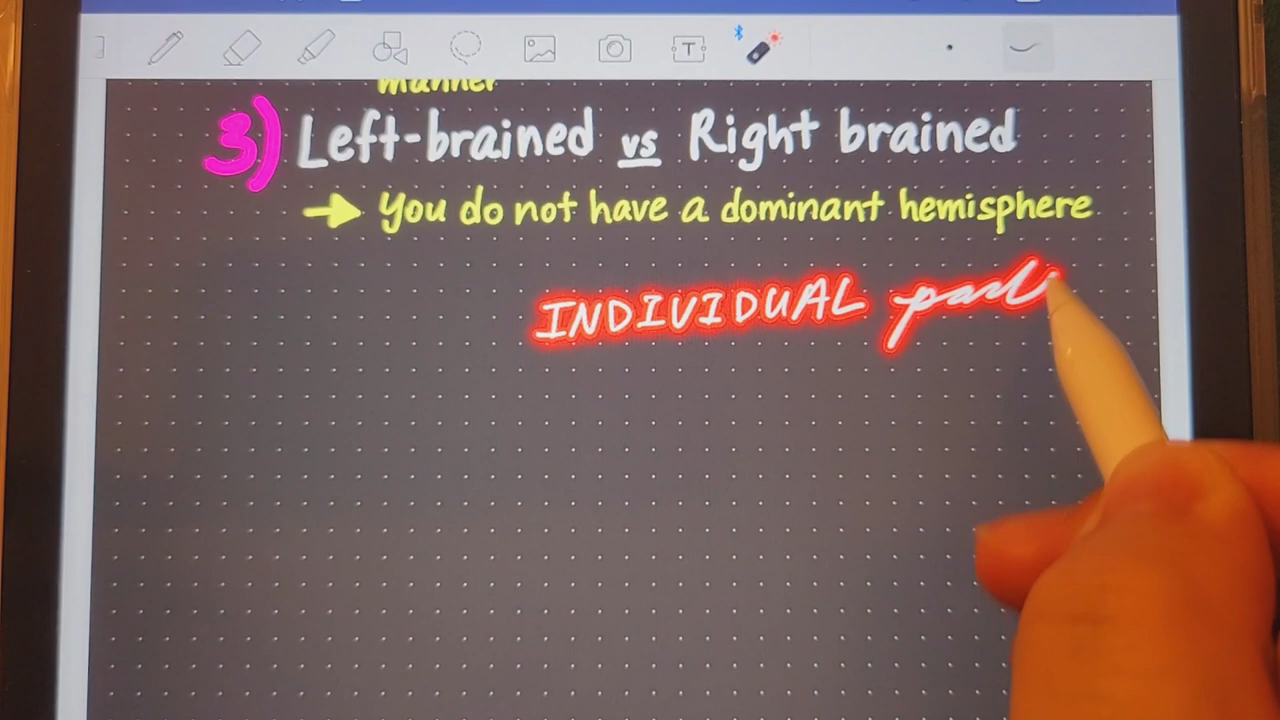 manner
3) Left-brained vs Right brained
→ You do not have a dominant hemisphere
INDIVIDUAL
T